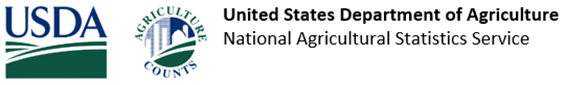 USDA
AGRICULTURE
COUNTS
United States Department of Agriculture
National Agricultural Statistics Service